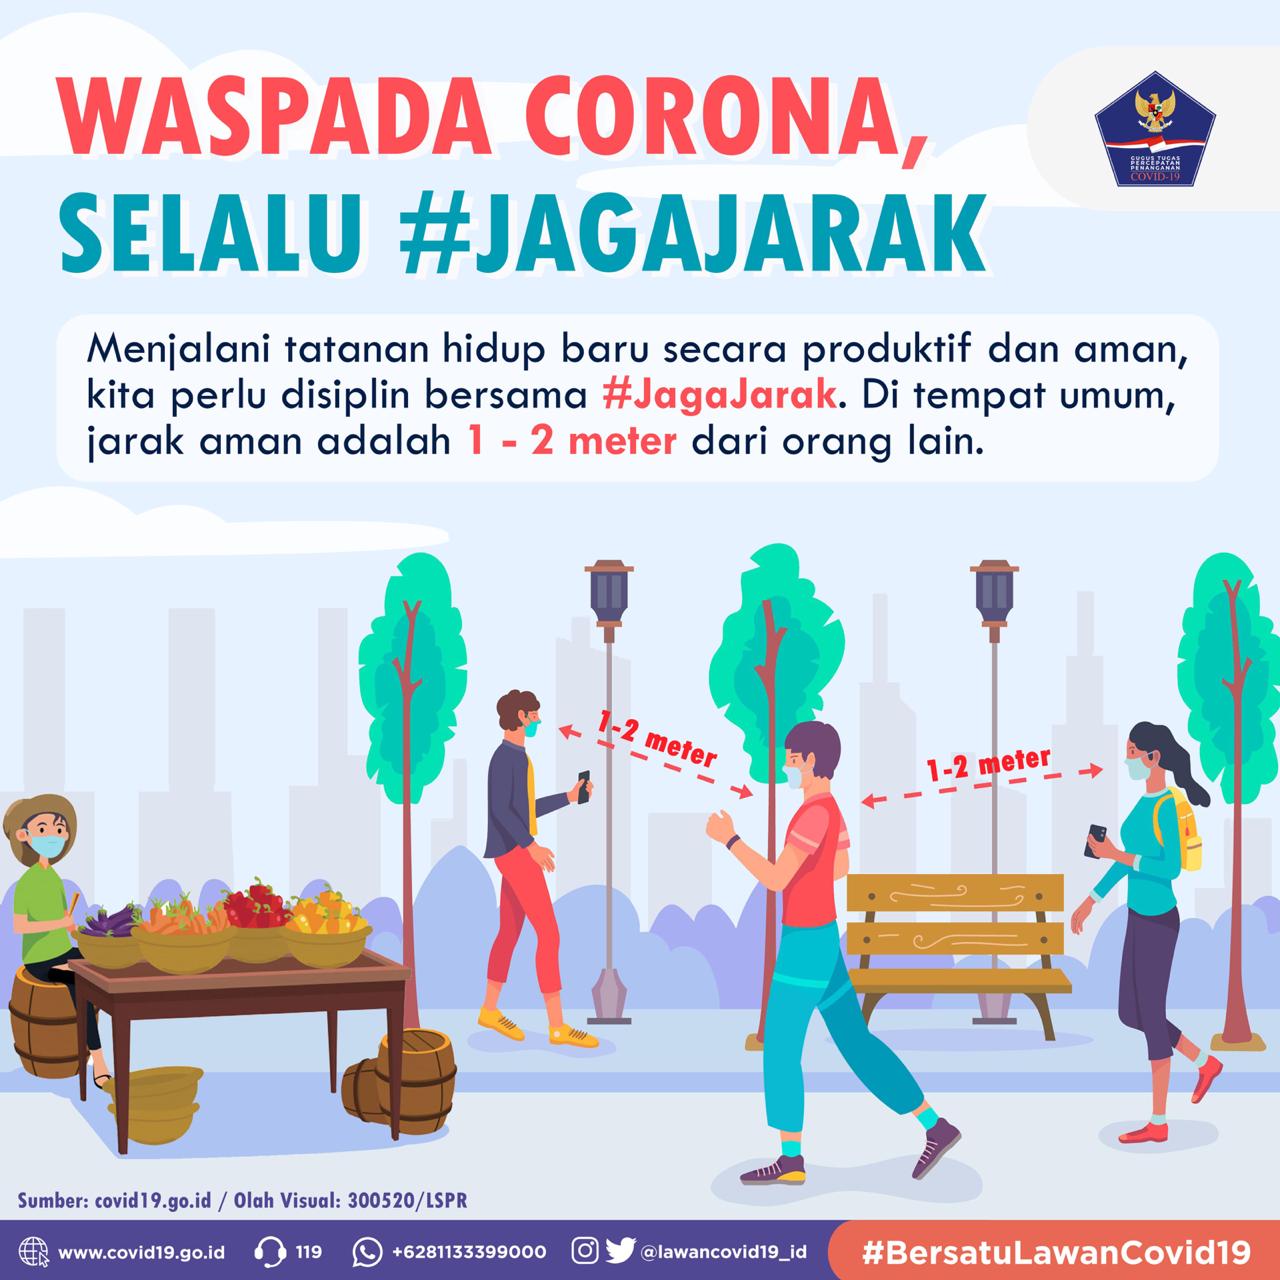 WASPADA CORONA,
SELALU #JAGAJARAK
GUGUS TUGAS
PERCEPATAN
PENANGANAN
COVID-19
Menjalani tatanan hidup baru secara produktif dan aman,
kita perlu disiplin bersama #JagaJarak. Di tempat umum,
jarak aman adalah 1 - 2 meter dari orang lain.
1-2 meter
1-2 meter
Sumber: covid19.go.id / Olah Visual: 300520/LSPR
www.covid19.go.id 119 +6281133399000 @lawancovid19_id #BersatuLawanCovid19